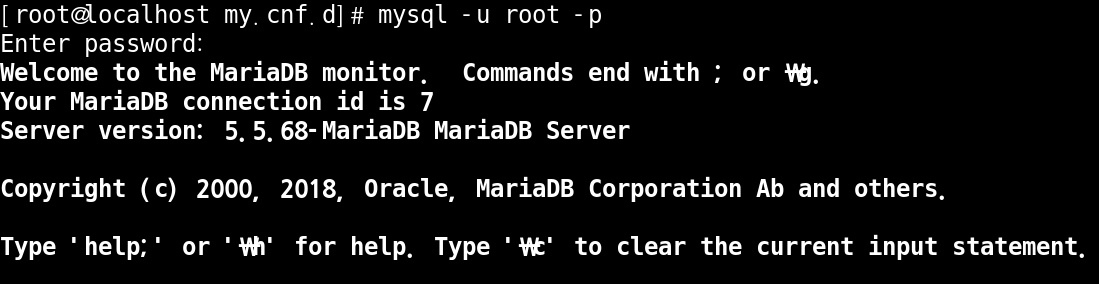 [root@localhost my.cnf.d]# mysql -u root -p
Enter password:
Welcome to the MariaDB monitor.  Commands end with ; or ₩g.
Your MariaDB connection id is 7
Server version: 5.5.68-MariaDB MariaDB Server
Copyright (c) 2000, 2018, Oracle, MariaDB Corporation Ab and others.
Type 'help;' or '₩h' for help. Type '₩c' to clear the current input statement.